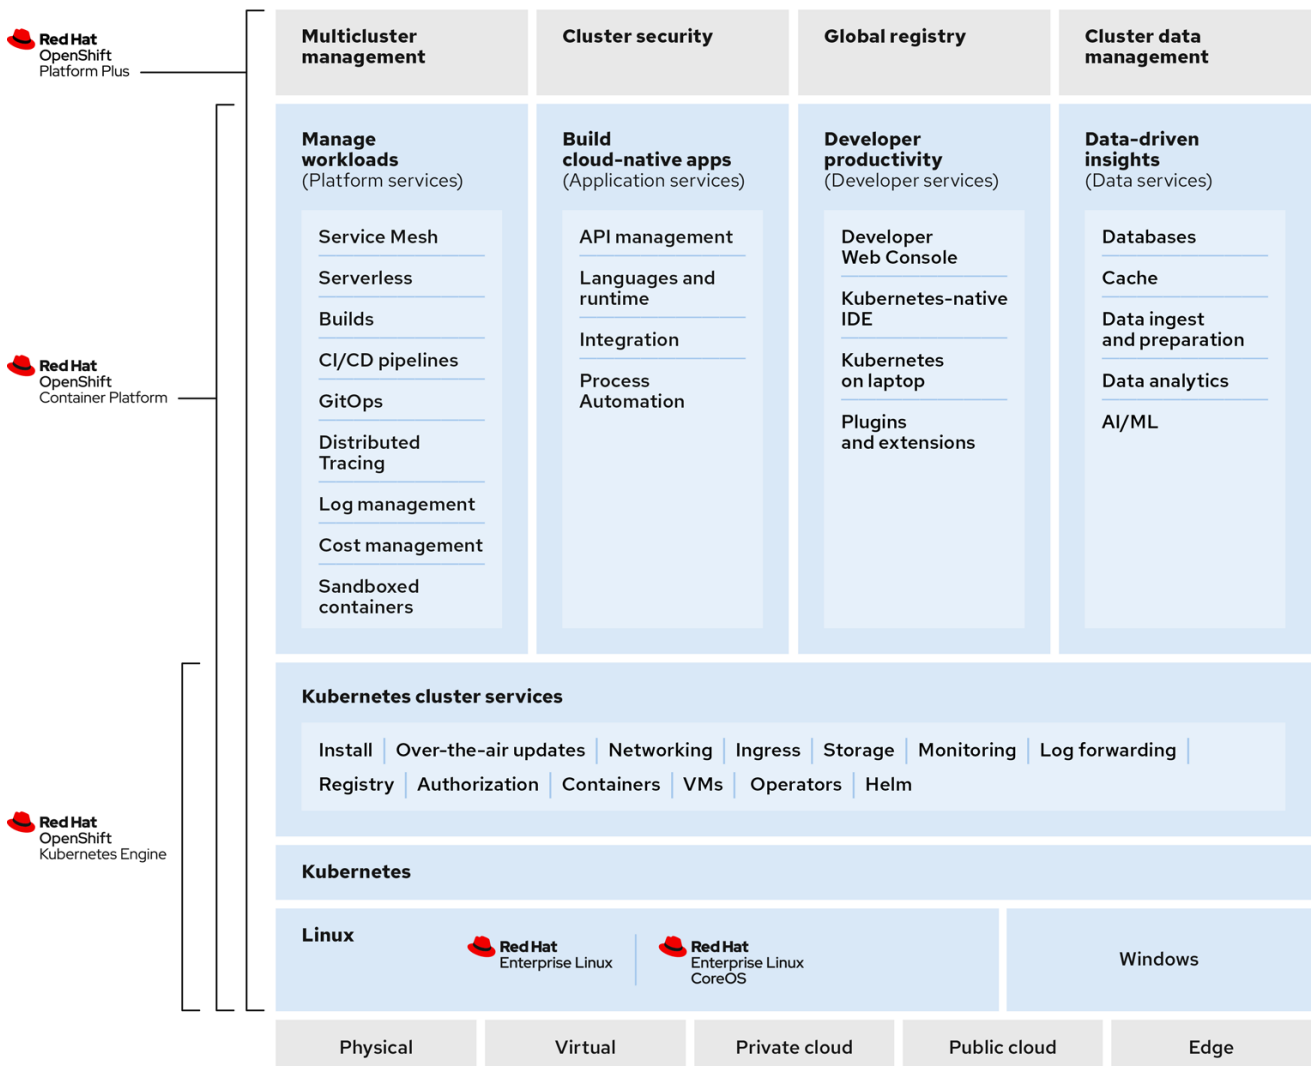 Red Hat
OpenShift
Platform Plus
Multicluster
management
Cluster security
Global registry
Cluster data
management
Red Hat
OpenShift
Container Platform
Manage
workloads
(Platform services)
Service Mesh
Serverless
Builds
CI/CD pipelines
GitOps
Distributed
Tracing
Log management
Cost management
Sandboxed
containers
Build
cloud-native apps
(Application services)
API management
Languages and
runtime
Integration
Process
Automation
Developer
productivity
(Developer services)
Developer
Web Console
Kubernetes-native
IDE
Kubernetes
on laptop
Plugins
and extensions
Data-driven
insights
(Data services)
Databases
Cache
Data ingest
and preparation
Data analytics
AI/ML
Red Hat
OpenShift
Kubernetes Engine
Kubernetes cluster services
Install | Over-the-air updates | Networking | Ingress | Storage | Monitoring | Log forwarding |
Registry | Authorization | Containers | VMs | Operators | Helm
Kubernetes
Linux
Red Hat
Enterprise Linux
Red Hat
Enterprise Linux
CoreOS
Windows
Physical
Virtual
Private cloud
Public cloud
Edge